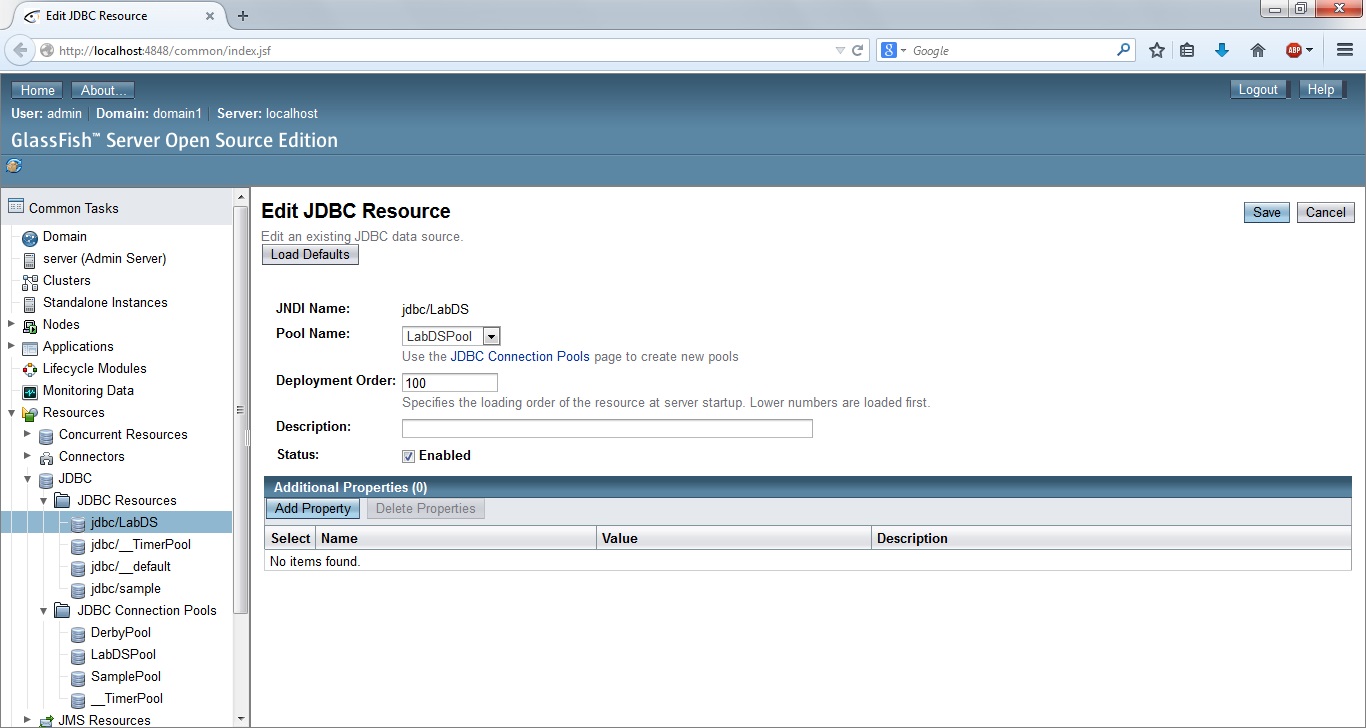 Edit JDBC Resource
http://localhost:4848/common/index.jsf
Google
ABP
Home
About...
Logout
Help
User: admin
Domain: domain1
Server: localhost
GlassFish™ Server Open Source Edition
Common Tasks
Domain
server (Admin Server)
Clusters
Standalone Instances
Nodes
Applications
Lifecycle Modules
Monitoring Data
Resources
Concurrent Resources
Connectors
JDBC
JDBC Resources
jdbc/LabDS
jdbc/__TimerPool
jdbc/__default
jdbc/sample
JDBC Connection Pools
DerbyPool
LabDSPool
SamplePool
__TimerPool
JMS Resources
Edit JDBC Resource
Save
Cancel
Edit an existing JDBC data source.
Load Defaults
JNDI Name: jdbc/LabDS
Pool Name: LabDSPool
Use the JDBC Connection Pools page to create new pools
Deployment Order: 100
Specifies the loading order of the resource at server startup. Lower numbers are loaded first.
Description:
Status: Enabled
Additional Properties (0)
Add Property
Delete Properties
Select Name Value Description
No items found.